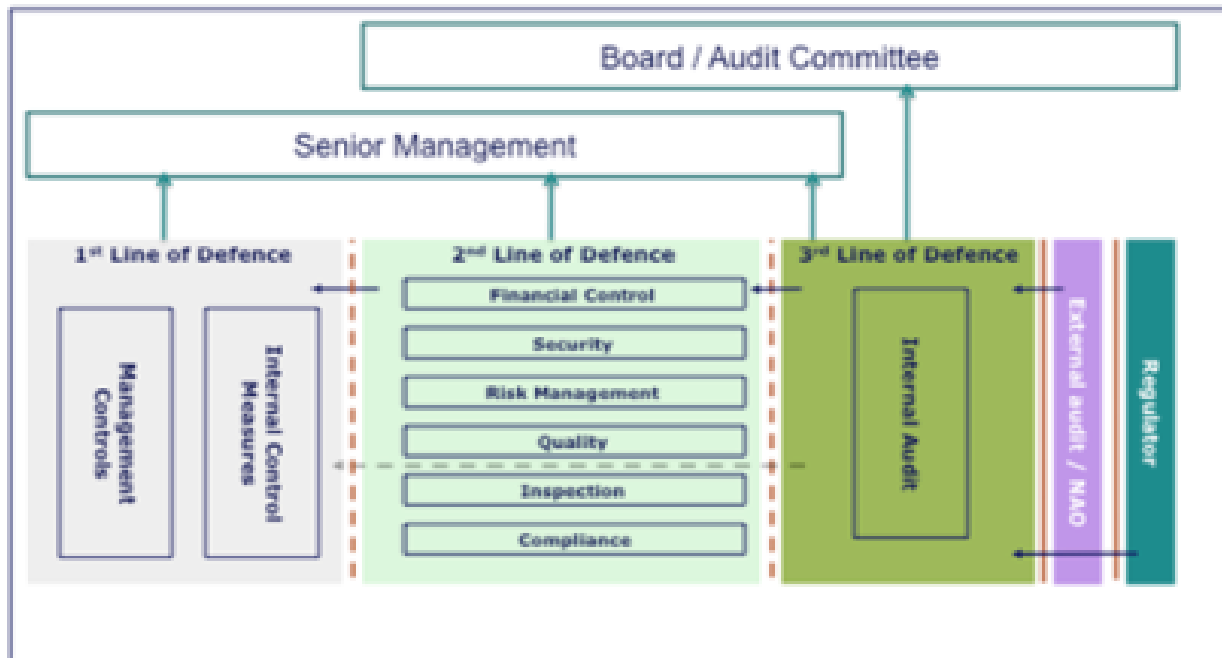 Board / Audit Committee
Senior Management
1st Line of Defence
2nd Line of Defence
3rd Line of Defence
Management
Controls
Internal Control
Measures
Financial Control
Security
Risk Management
Quality
Inspection
Compliance
Internal Audit
External audit / NAO
Regulator